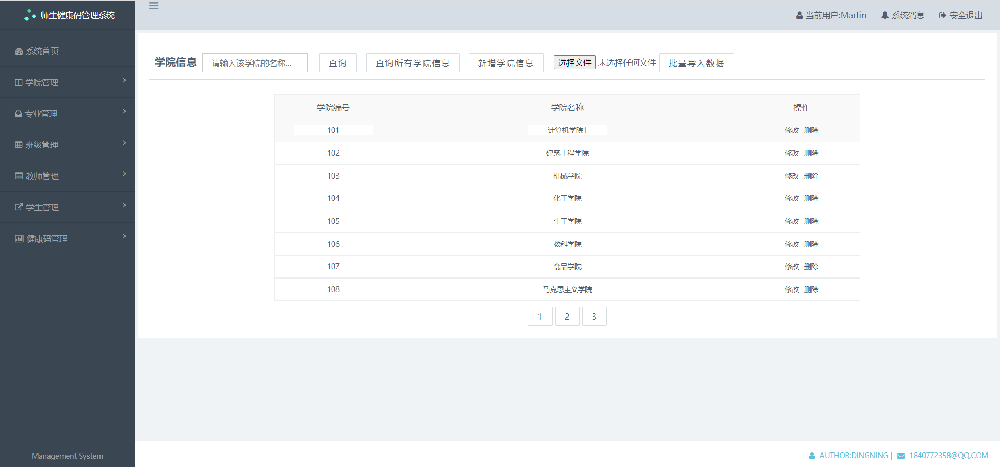 师生健康码管理系统
当前用户:Martin 系统消息 安全退出
系统首页
学院管理
专业管理
班级管理
教师管理
学生管理
健康码管理
Management System
学院信息 请输入该学院的名称... 查询 查询所有学院信息 新增学院信息 选择文件 未选择任何文件 批量导入数据
学院编号 学院名称 操作
101 计算机学院1 修改 删除
102 建筑工程学院 修改 删除
103 机械学院 修改 删除
104 化工学院 修改 删除
105 生工学院 修改 删除
106 教科学院 修改 删除
107 食品学院 修改 删除
108 马克思主义学院 修改 删除
1 2 3
AUTHOR:DINGNING | 1840772358@QQ.COM